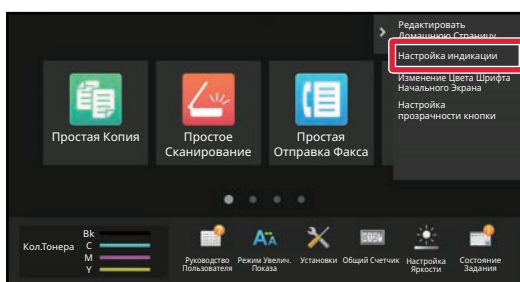 Редактировать
Домашнюю Страницу
Настройка индикации
Изменение Цвета Шрифта
Начального Экрана
Настройка
прозрачности кнопки
Простая Копия
Простое
Сканирование
Простая
Отправка Факса
Кол.Тонера
Bk
C
M
Y
Руководство
Пользователя
Режим Увелич.
Показа
Установки
Общий Счетчик
Настройка
Яркости
Состояние
Задания